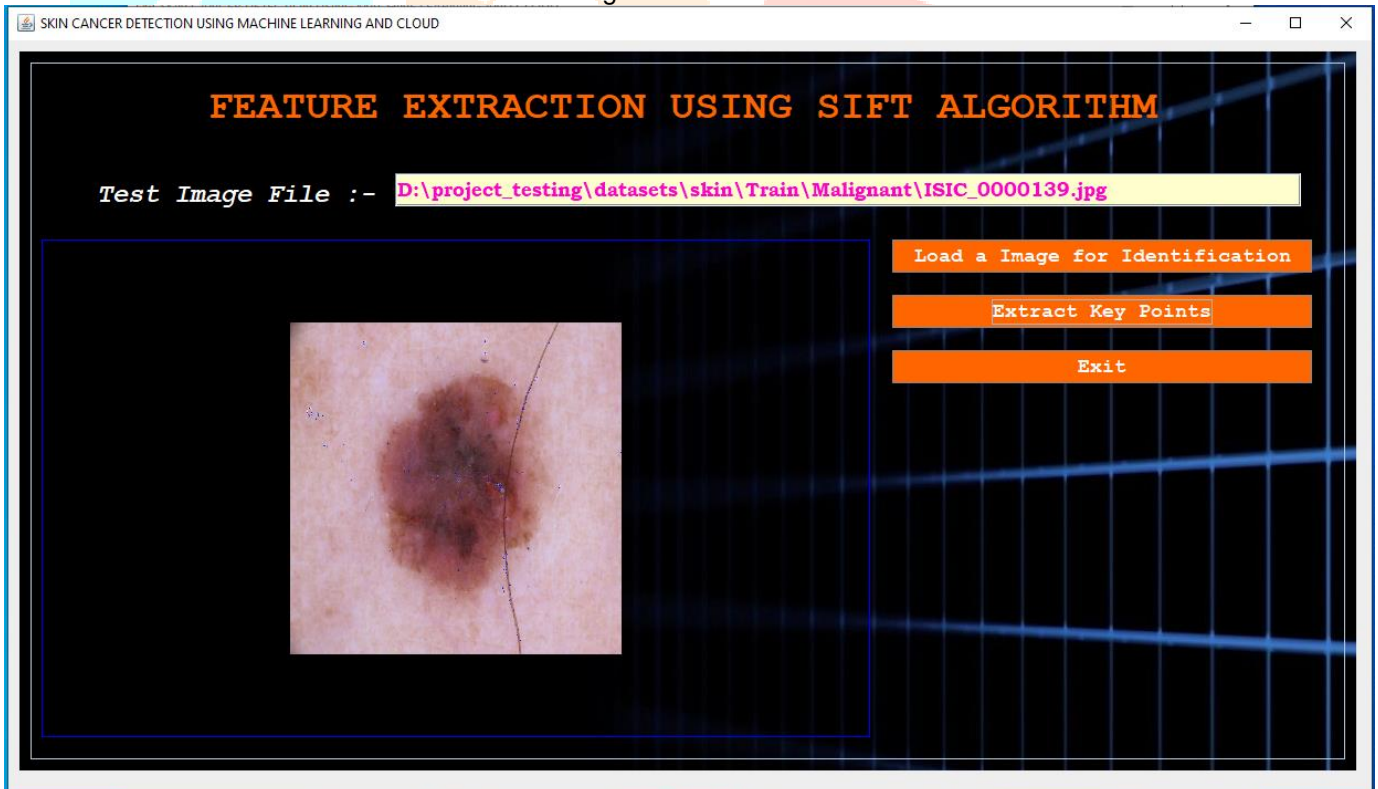 SKIN CANCER DETECTION USING MACHINE LEARNING AND CLOUD
FEATURE EXTRACTION USING SIFT ALGORITHM
Test Image File :- D:\project_testing\datasets\skin\Train\Malignant\ISIC_0000139.jpg
Load a Image for Identification
Extract Key Points
Exit